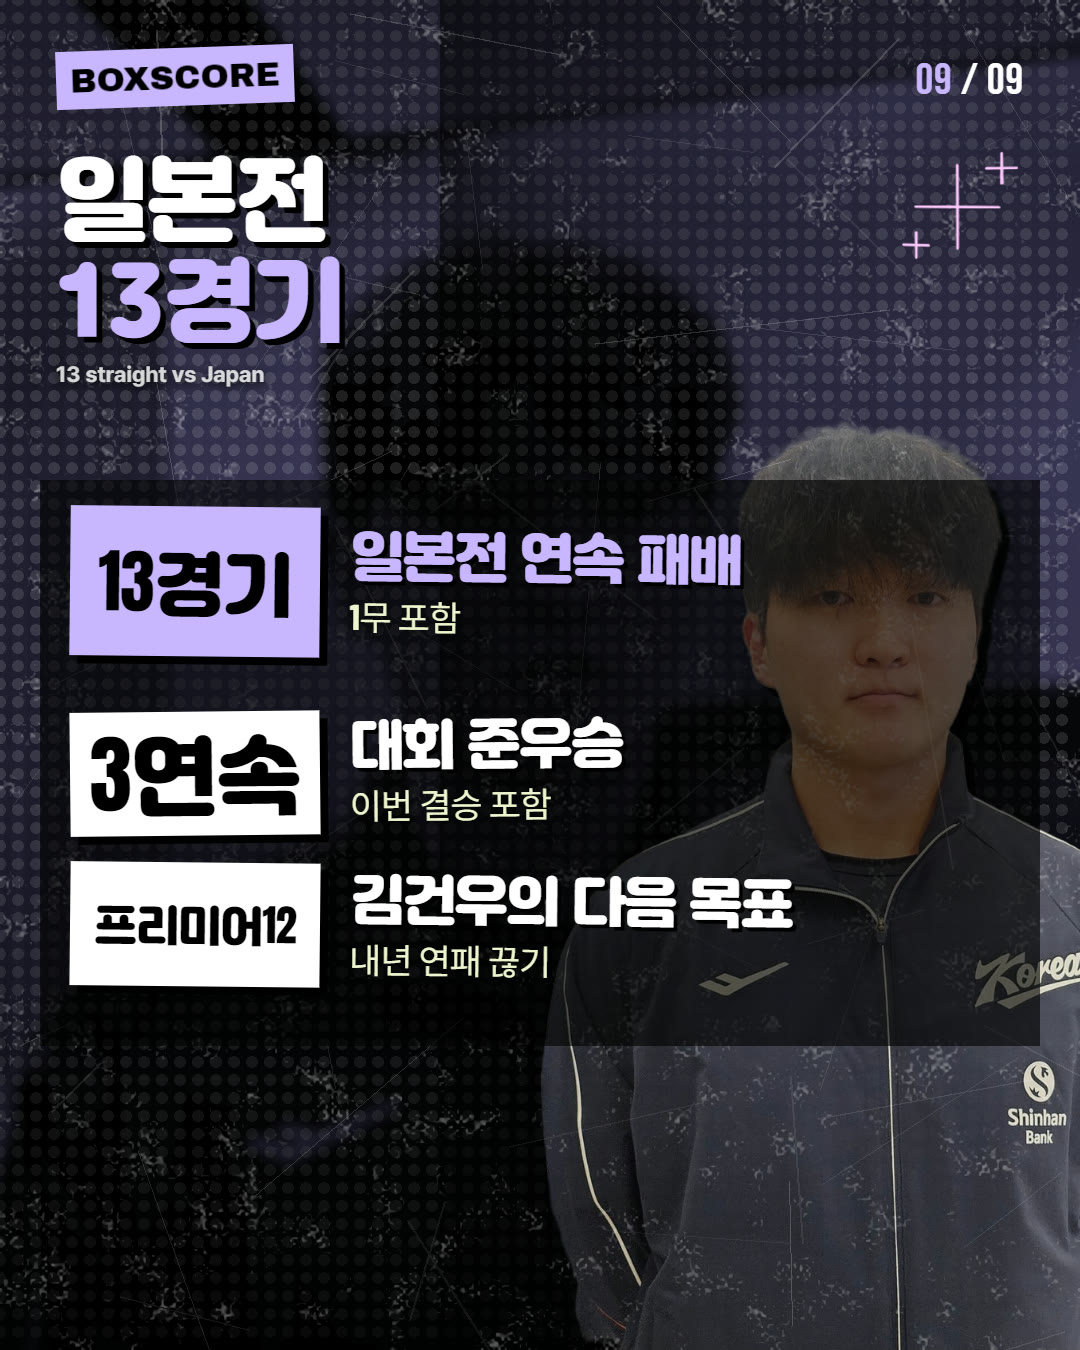 BOXSCORE
09 / 09
일본전
13경기
13 straight vs Japan
13경기
일본전 연속 패배
1무 포함
3연속
대회 준우승
이번 결승 포함
프리미어12
김건우의 다음 목표
내년 연패 끊기
Korea
Shinhan
Bank